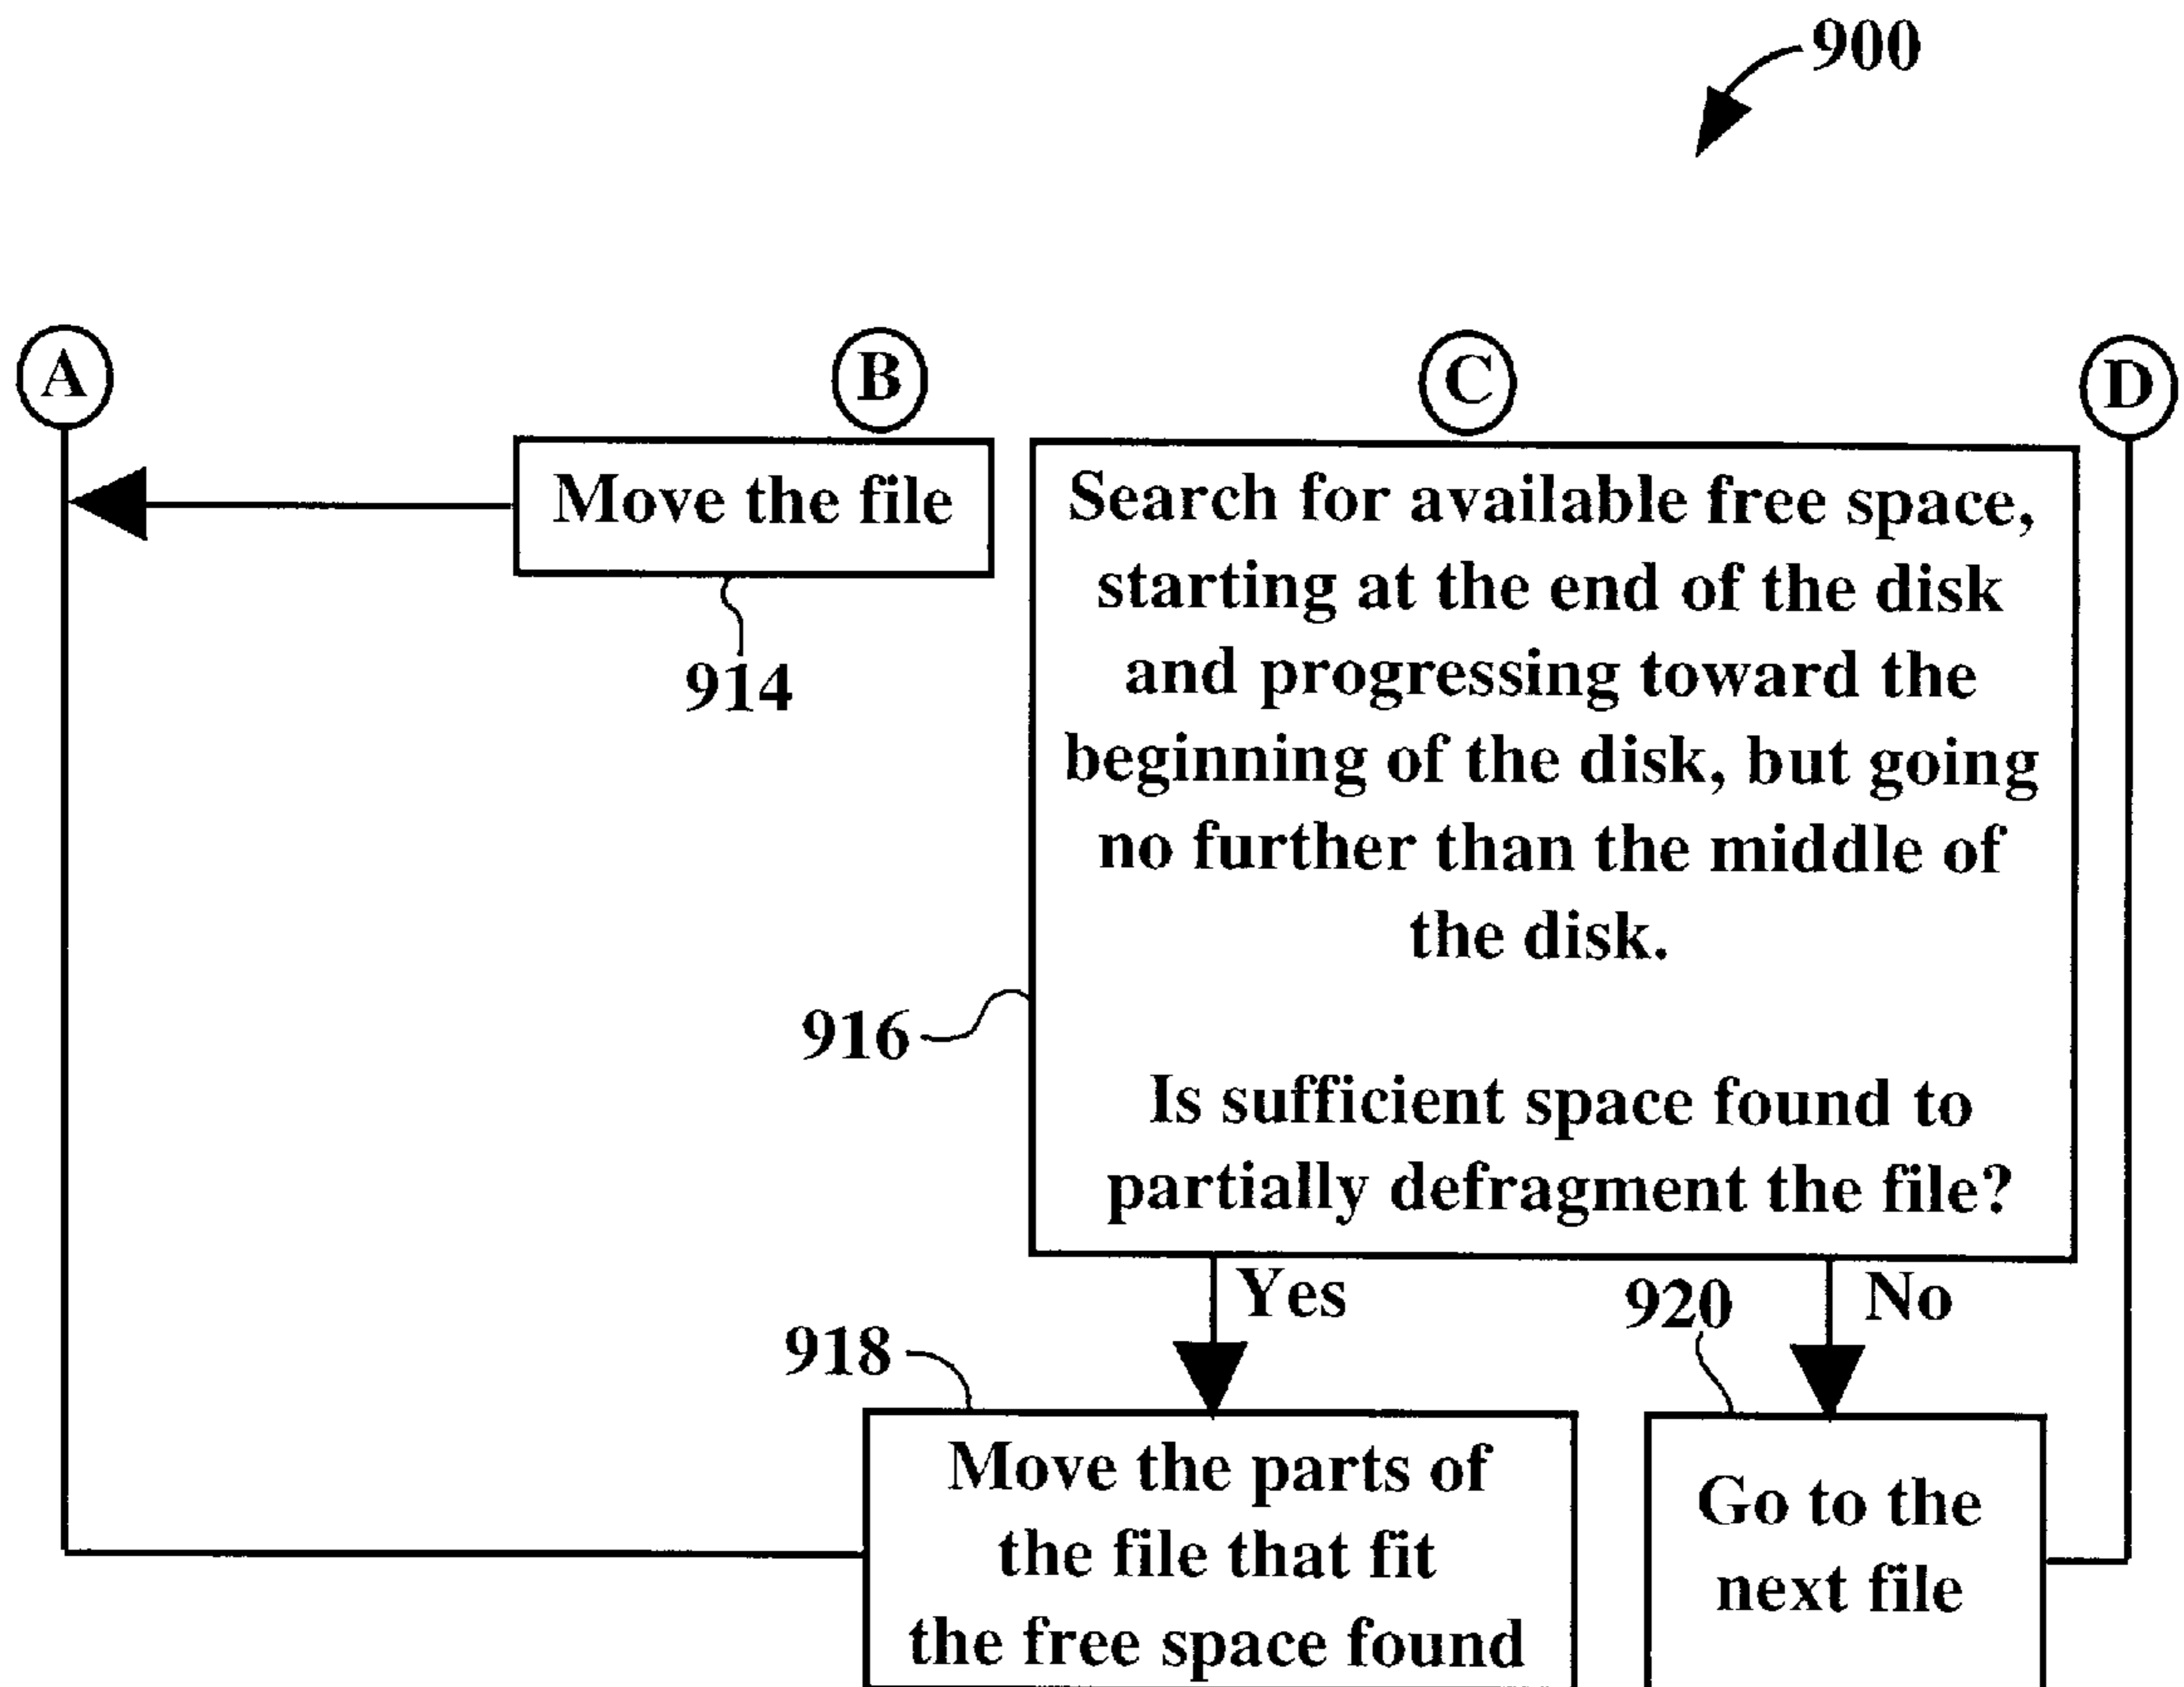 900
A
B
C
D
Move the file
914
Search for available free space,
starting at the end of the disk
and progressing toward the
beginning of the disk, but going
no further than the middle of
the disk.
916
Is sufficient space found to
partially defragment the file?
Yes
No
918
920
Move the parts of
the file that fit
the free space found
Go to the
next file